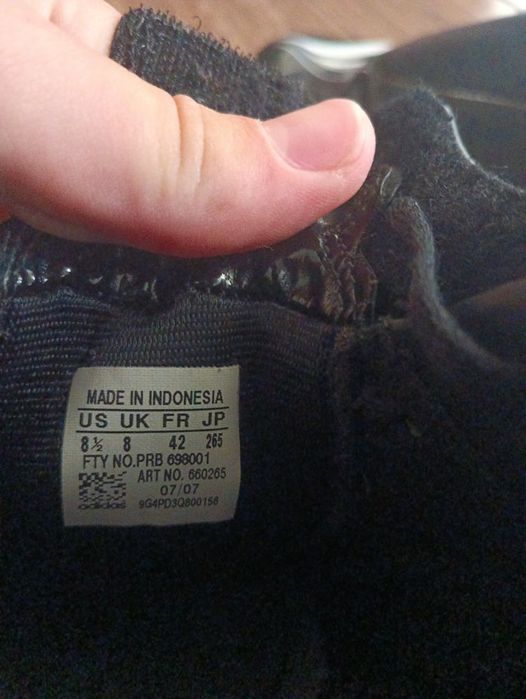 MADE IN INDONESIA
US UK FR JP
8½ 8 42 265
FTY NO.PRB 698001
ART NO. 660265
07/07
adidas 9G4PD3Q800156